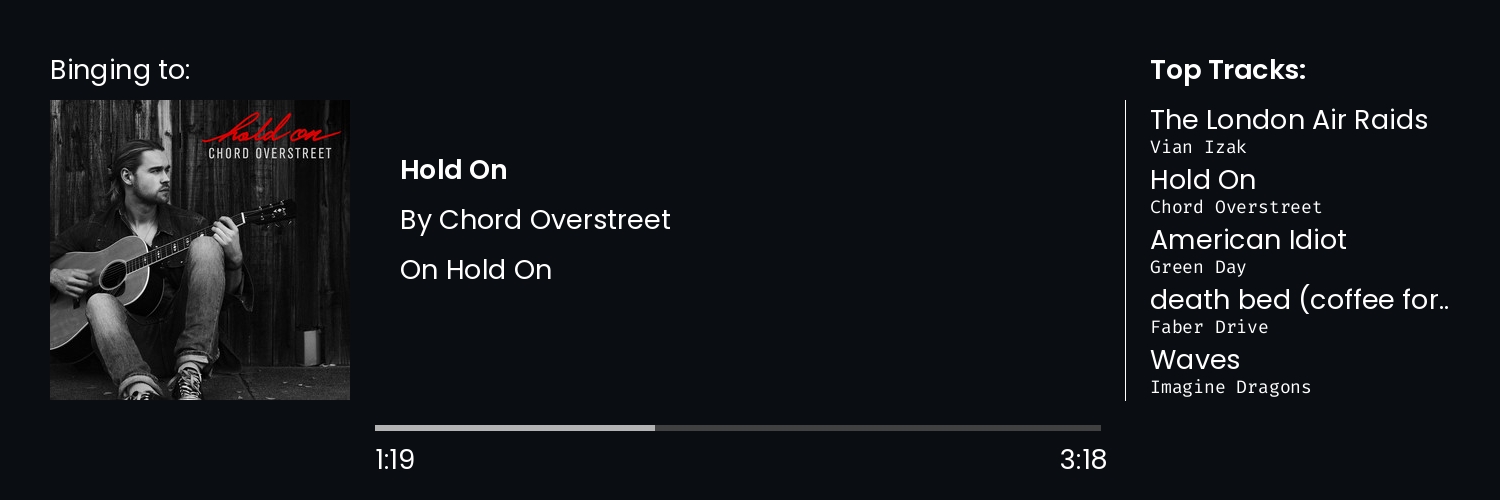 Binging to:
hold on
CHORD OVERSTREET
Hold On
By Chord Overstreet
On Hold On
1:19
3:18
Top Tracks:
The London Air Raids
Vian Izak
Hold On
Chord Overstreet
American Idiot
Green Day
death bed (coffee for..
Faber Drive
Waves
Imagine Dragons